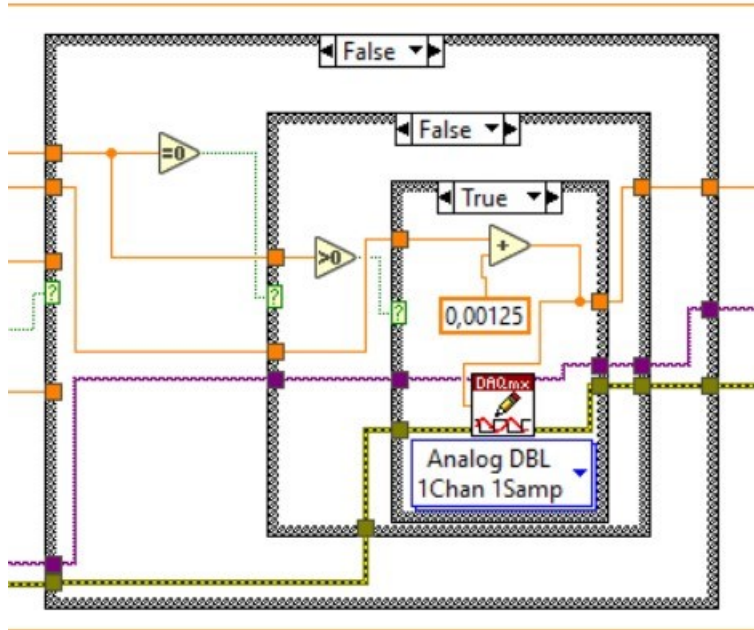 False
False
True
=0
>0
+
?
?
?
0,00125
DAQmx
Analog DBL
1Chan 1Samp